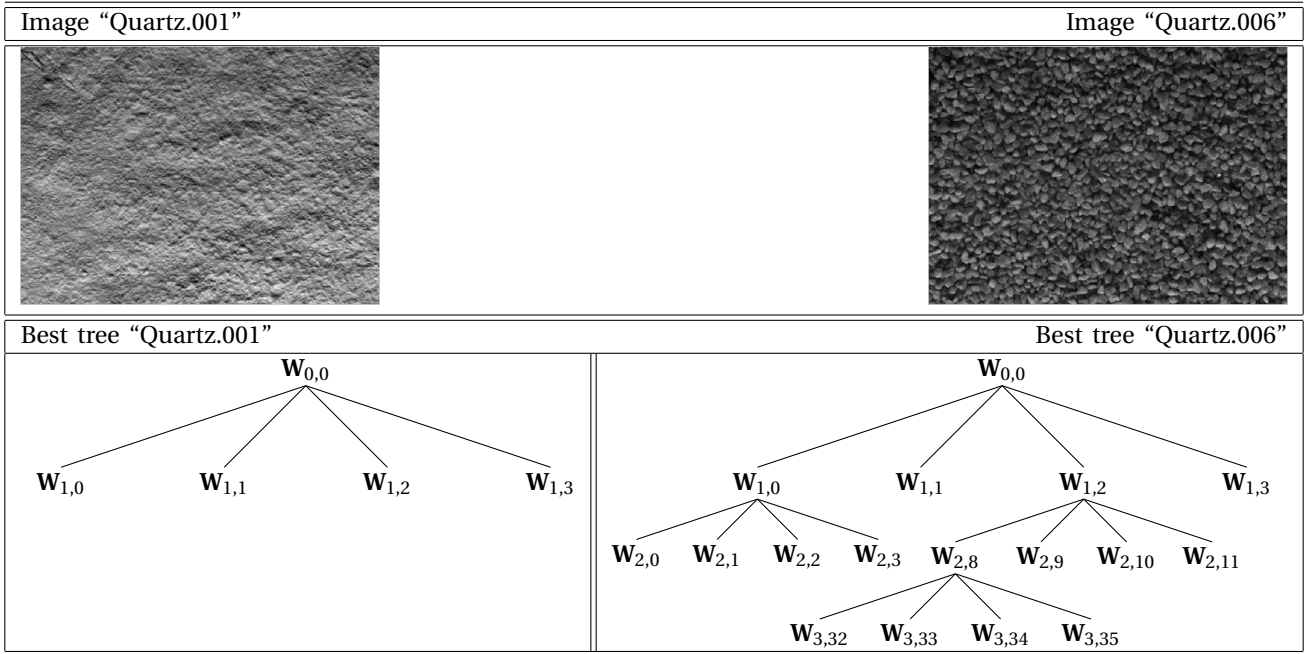 Image “Quartz.001” Image “Quartz.006”
Best tree “Quartz.001” Best tree “Quartz.006”
W0,0
W1,0 W1,1 W1,2 W1,3
W0,0
W1,0 W1,1 W1,2 W1,3
W2,0 W2,1 W2,2 W2,3 W2,8 W2,9 W2,10 W2,11
W3,32 W3,33 W3,34 W3,35